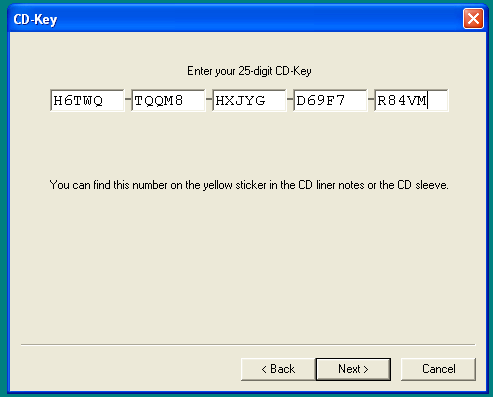 CD-Key
Enter your 25-digit CD-Key
H6TWQ-TQQM8-HXJYG-D69F7-R84VM
You can find this number on the yellow sticker in the CD liner notes or the CD sleeve.
< Back Next > Cancel